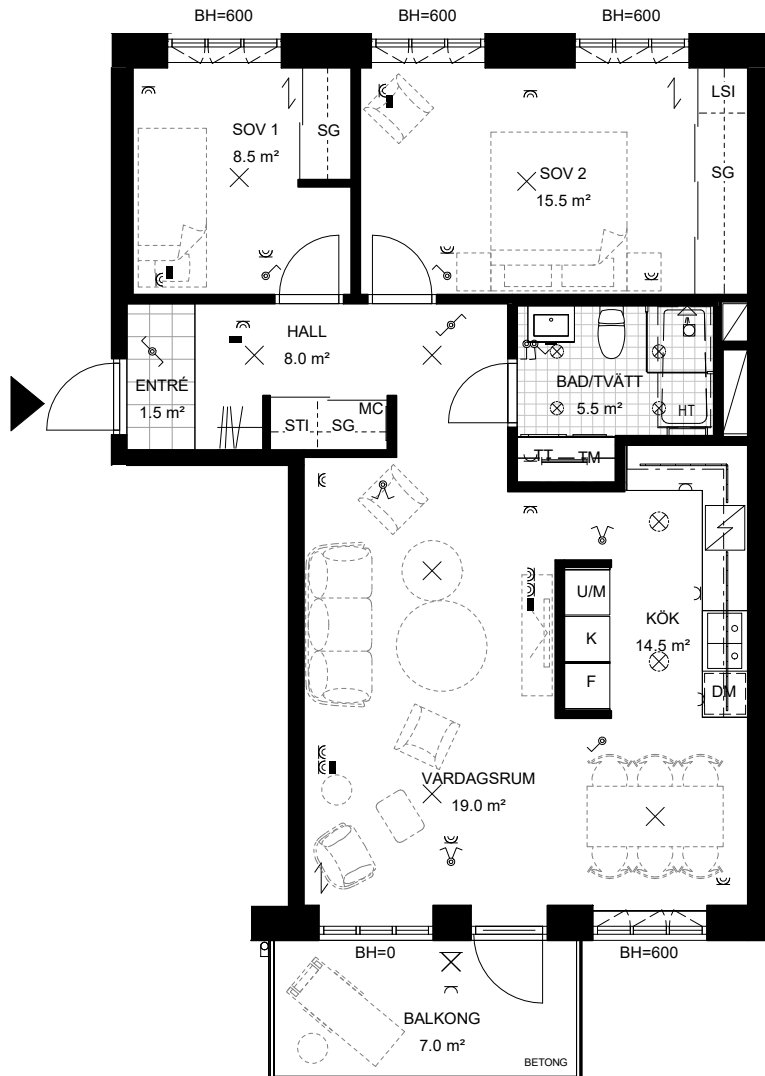 BH=600 BH=600 BH=600
LSI
SOV 1 SG
8.5 m²
SOV 2 SG
15.5 m²
HALL
8.0 m²
ENTRÉ
1.5 m²
BAD/TVÄTT
5.5 m²
HT
MC
STI SG
TT TM
U/M
K
F
KÖK
14.5 m²
DM
VARDAGSRUM
19.0 m²
BH=0 BH=600
BALKONG
7.0 m²
BETONG